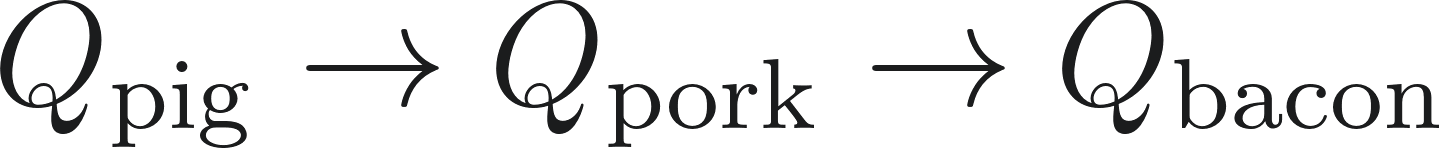 Q_pig → Q_pork → Q_bacon